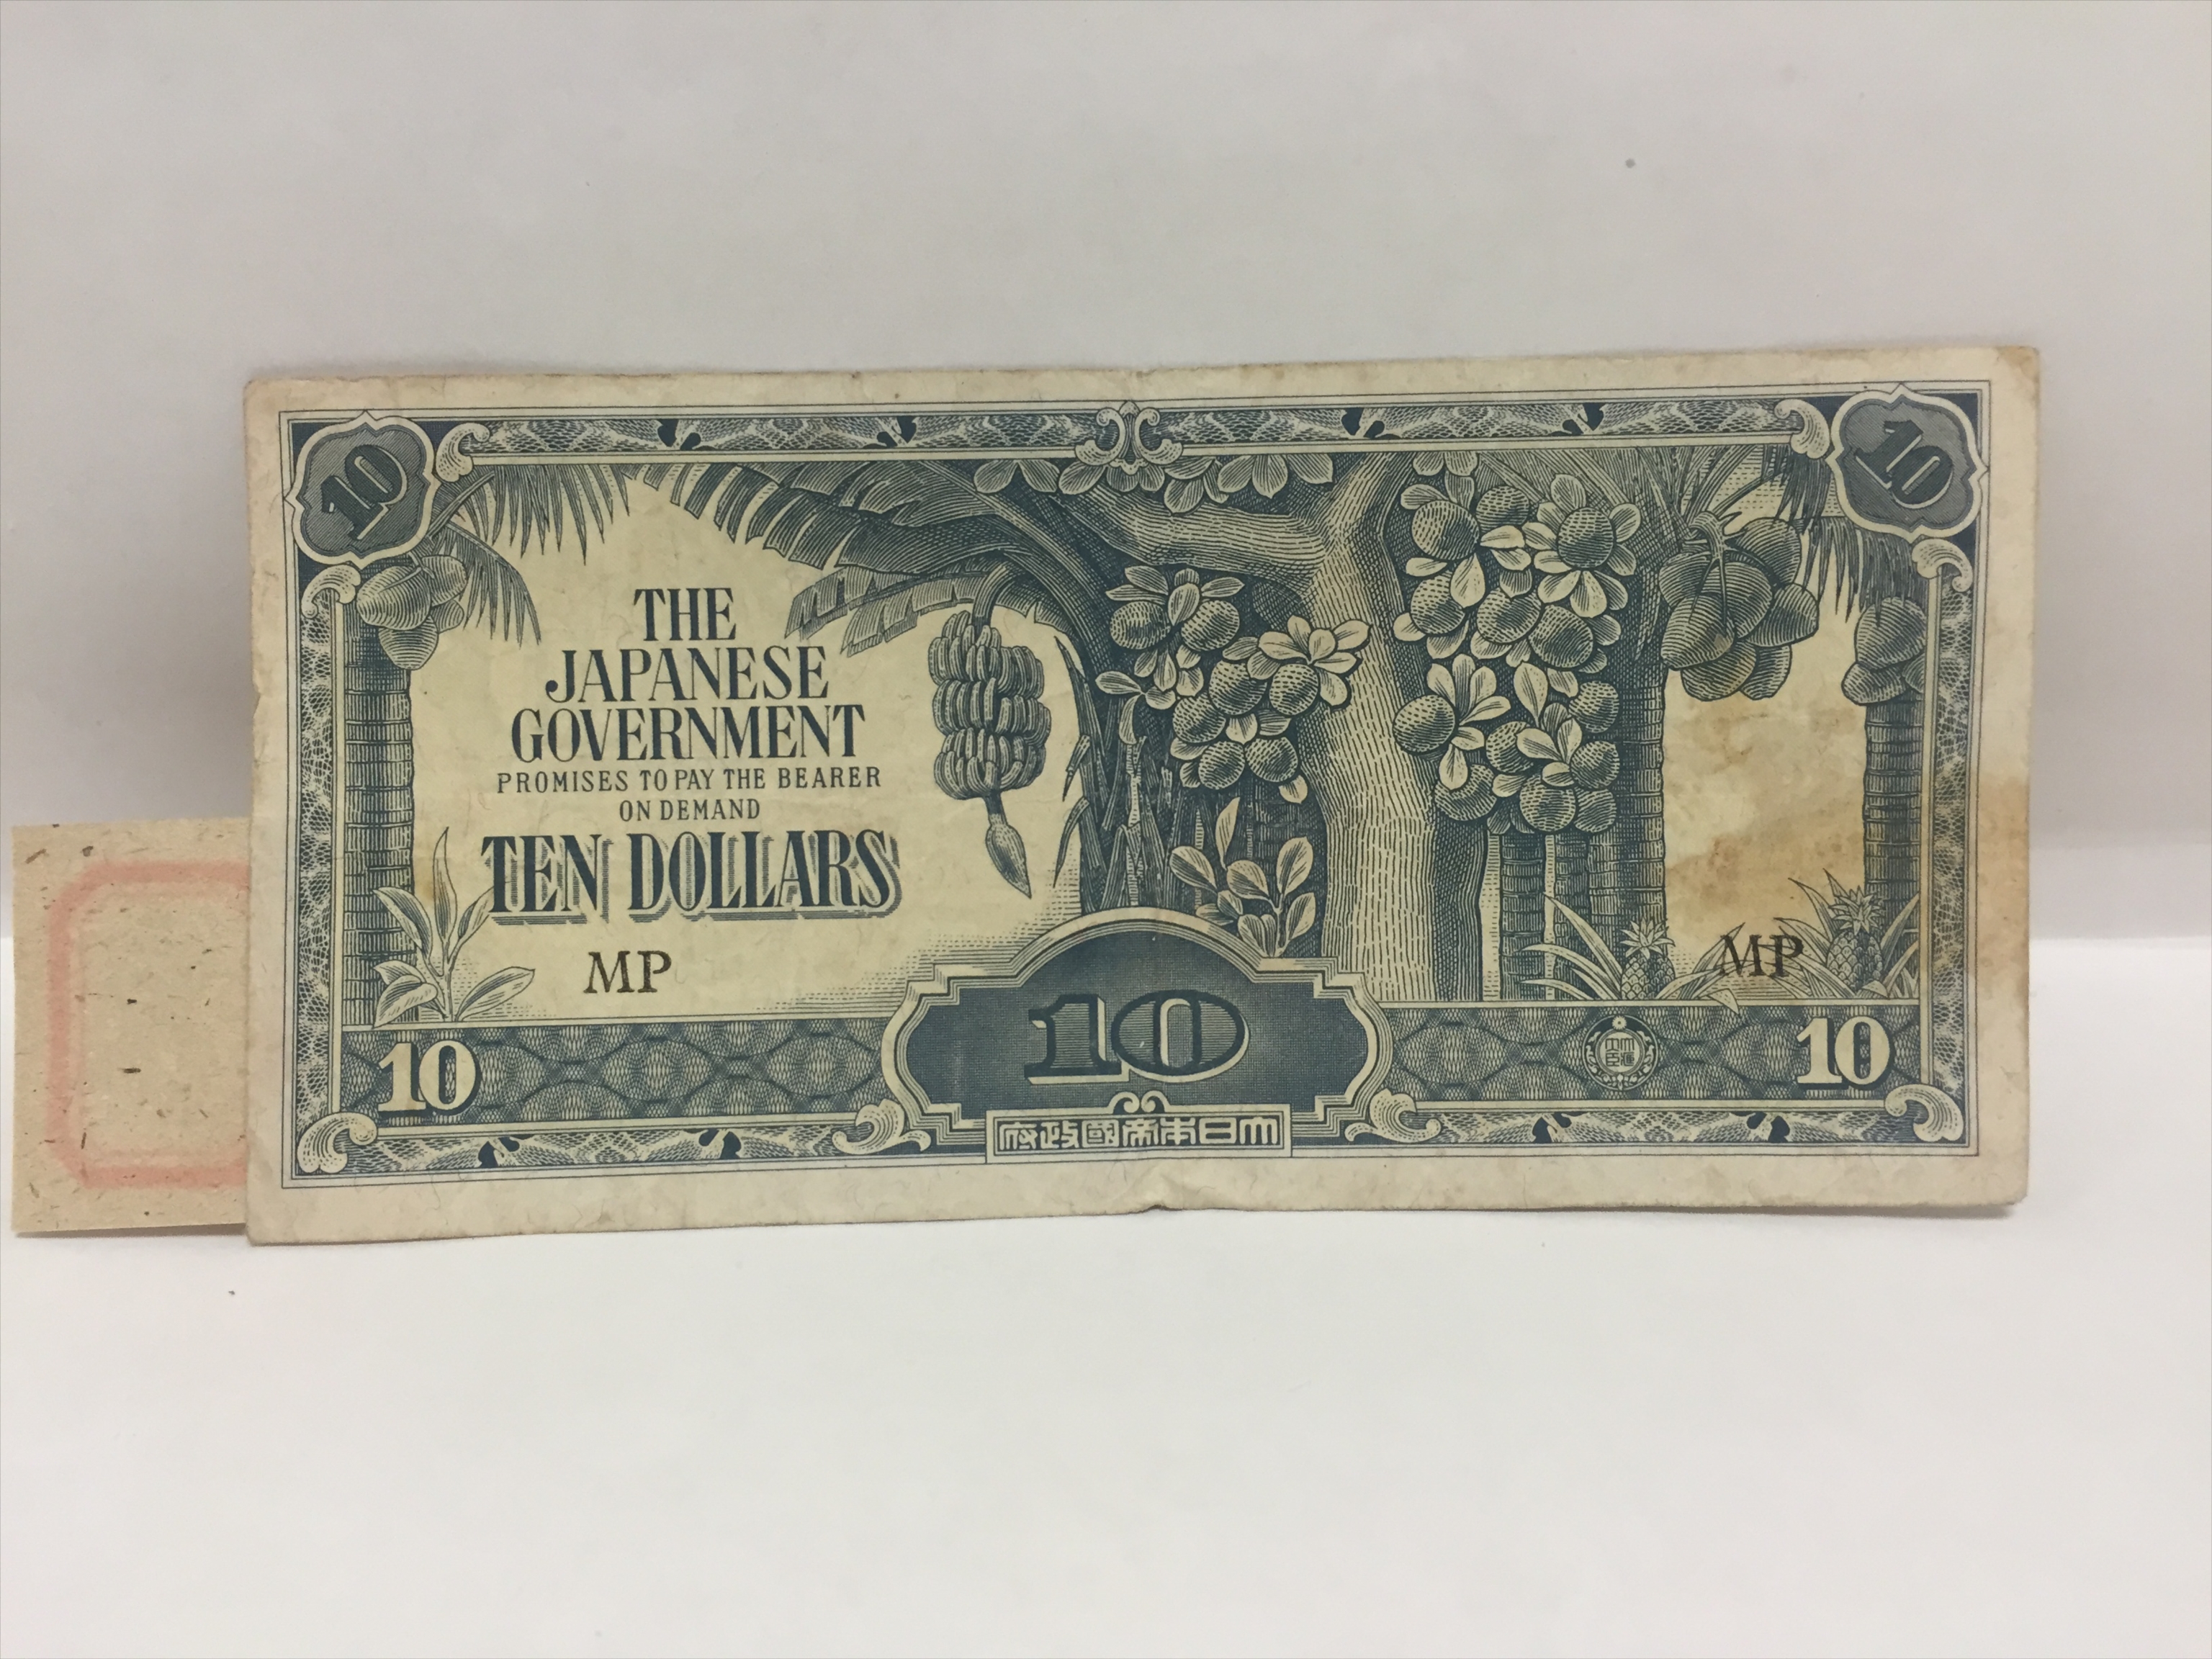 10
10
THE
JAPANESE
GOVERNMENT
PROMISES TO PAY THE BEARER
ON DEMAND
TEN DOLLARS
MP
MP
10
10
10
府政國帝本日大